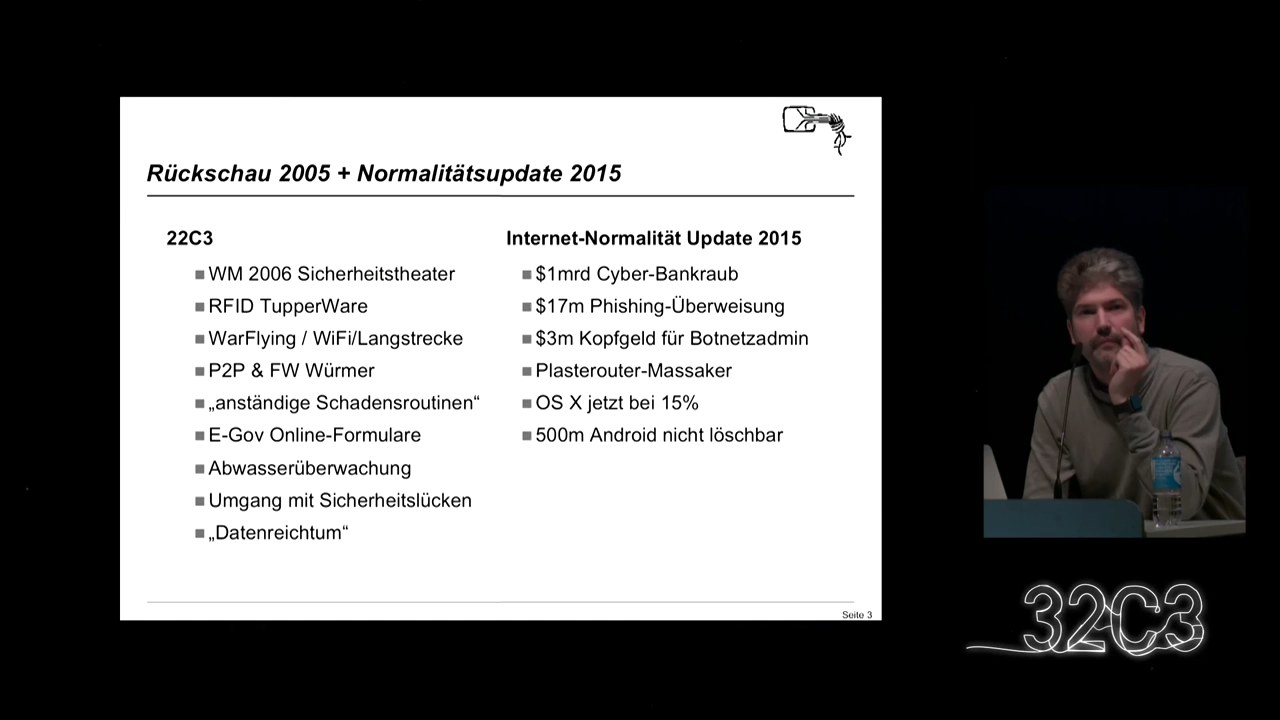 Rückschau 2005 + Normalitätsupdate 2015
22C3
WM 2006 Sicherheitstheater
RFID TupperWare
WarFlying / WiFi/Langstrecke
P2P & FW Würmer
„anständige Schadensroutinen“
E-Gov Online-Formulare
Abwasserüberwachung
Umgang mit Sicherheitslücken
„Datenreichtum“
Internet-Normalität Update 2015
$1mrd Cyber-Bankraub
$17m Phishing-Überweisung
$3m Kopfgeld für Botnetzadmin
Plasterouter-Massaker
OS X jetzt bei 15%
500m Android nicht löschbar
Seite 3
32C3